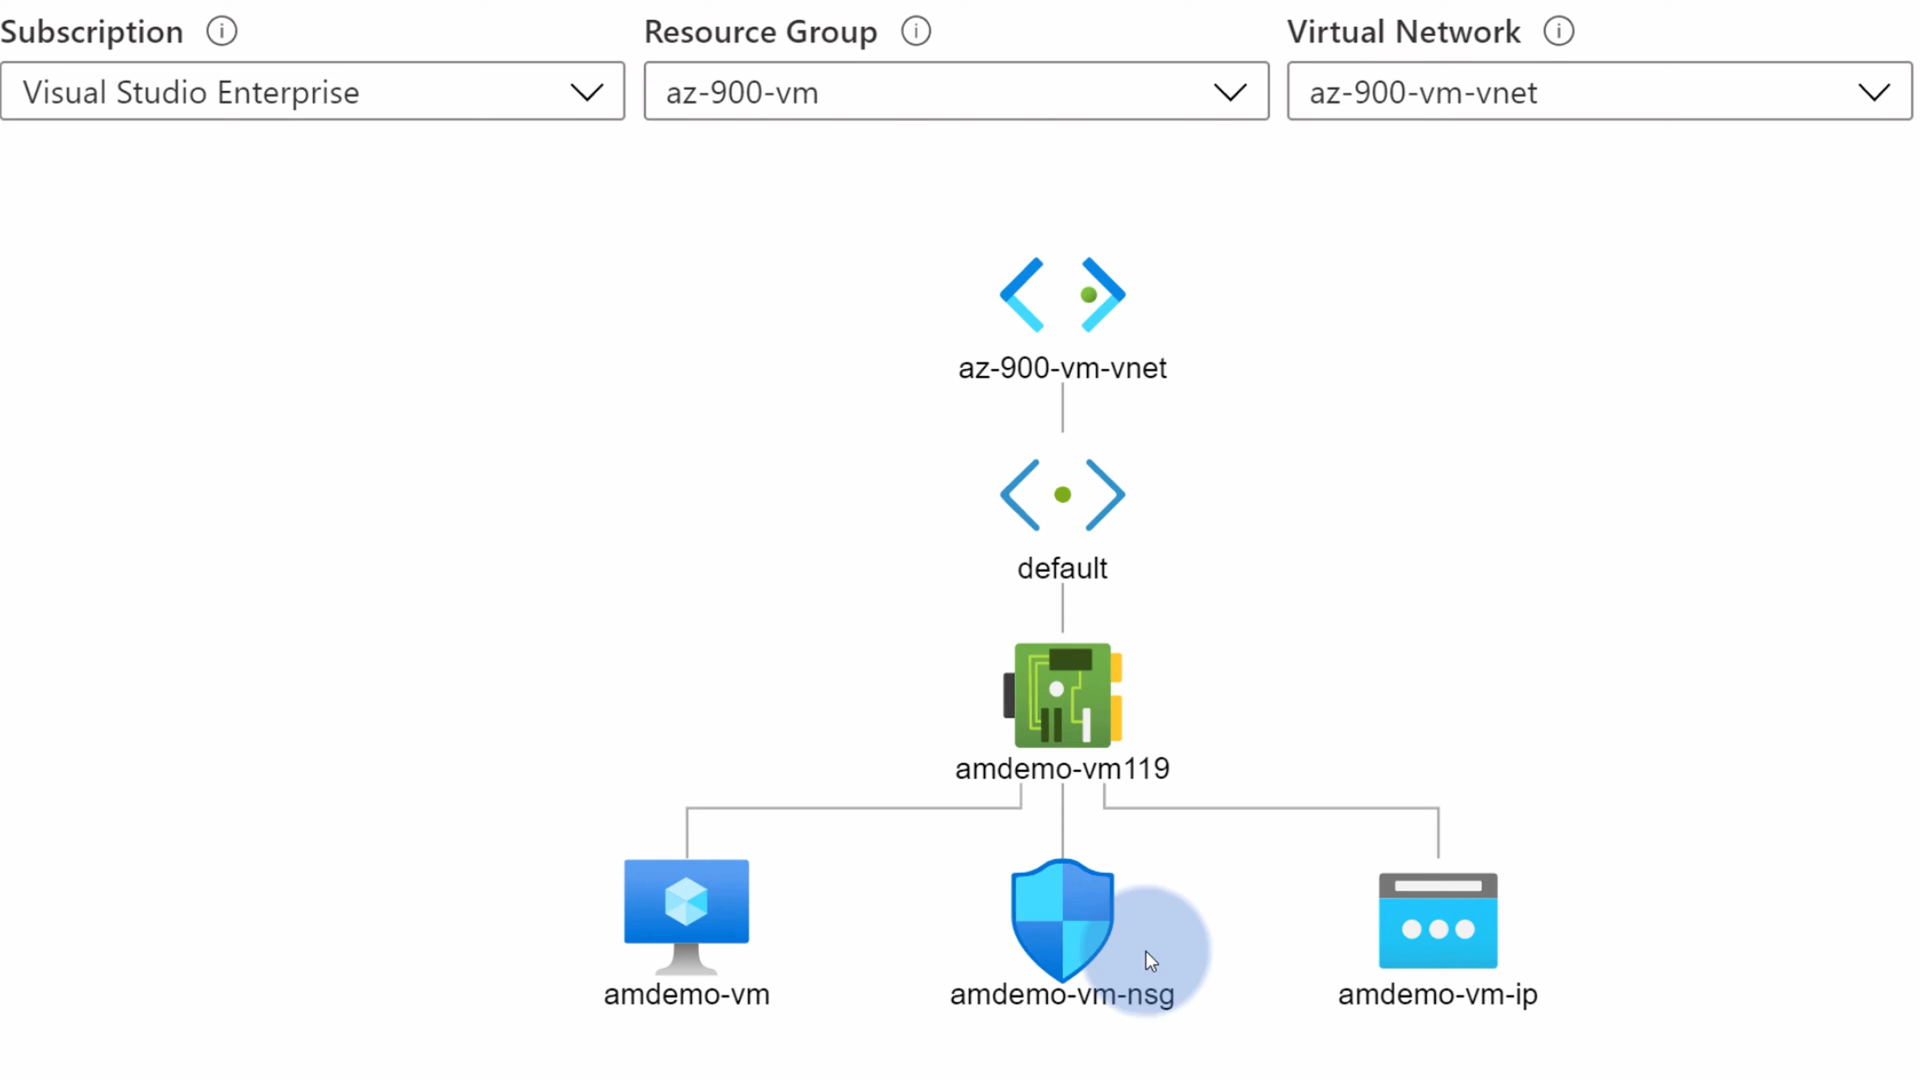 Subscription
Resource Group
Virtual Network
Visual Studio Enterprise
az-900-vm
az-900-vm-vnet
az-900-vm-vnet
default
amdemo-vm119
amdemo-vm
amdemo-vm-nsg
amdemo-vm-ip